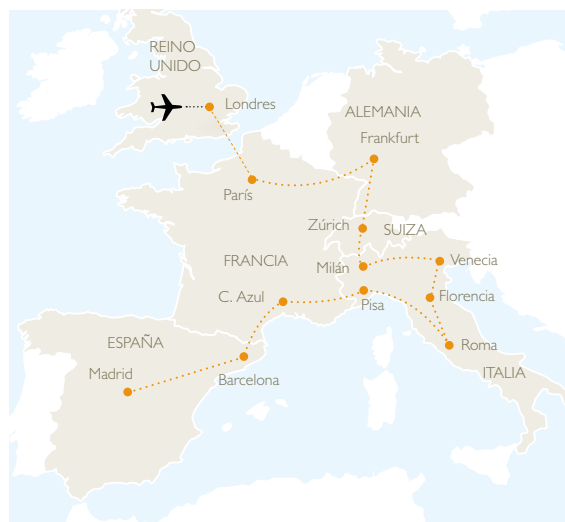 REINO
UNIDO
Londres
ALEMANIA
Frankfurt
París
Zúrich
SUIZA
FRANCIA
Milán
Venecia
C. Azul
Pisa
Florencia
ESPAÑA
Roma
Madrid
Barcelona
ITALIA